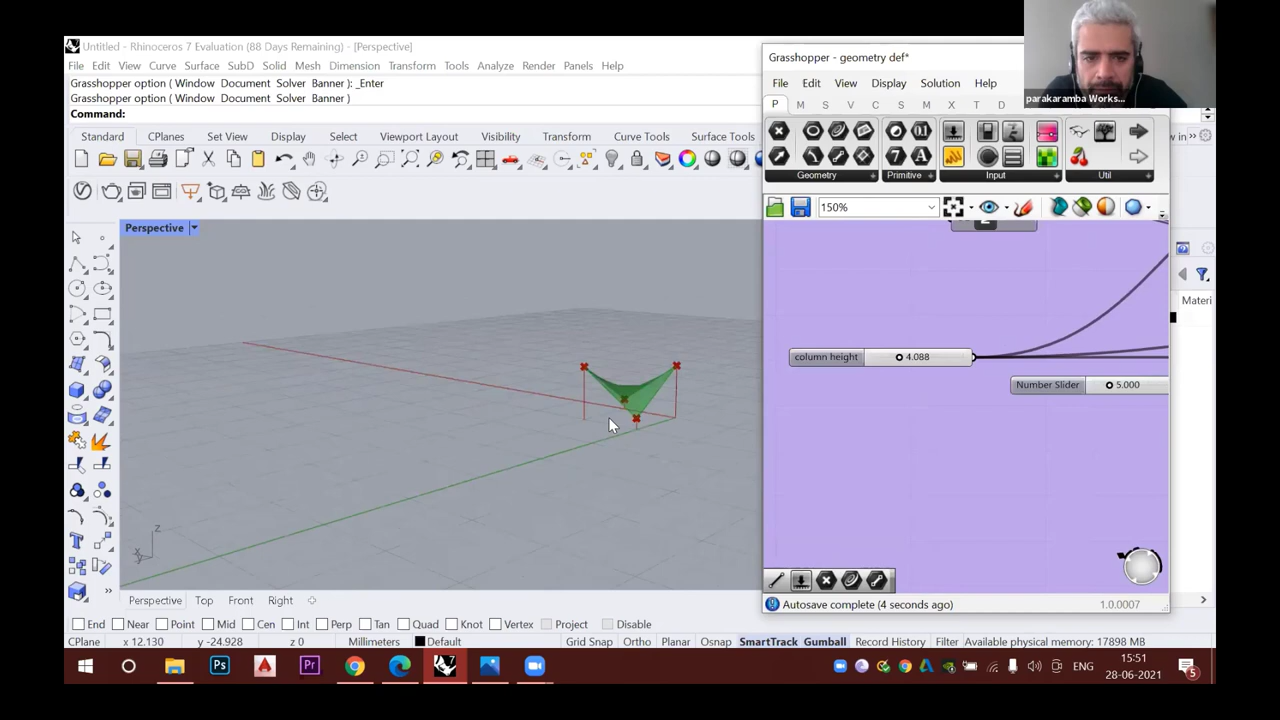 Untitled - Rhinoceros 7 Evaluation (88 Days Remaining) - [Perspective]
File Edit View Curve Surface SubD Solid Mesh Dimension Transform Tools Analyze Render Panels Help
Grasshopper option ( Window Document Solver Banner ): _Enter
Grasshopper option ( Window Document Solver Banner )
Command:
Standard CPlanes Set View Display Select Viewport Layout Visibility Transform Curve Tools Surface Tools
Perspective
z
Perspective Top Front Right
End Near Point Mid Cen Int Perp Tan Quad Knot Vertex Project Disable
CPlane x 12.130 y -24.928 z 0 Millimeters Default Grid Snap Ortho Planar Osnap SmartTrack Gumball Record History Filter Available physical memory: 17898 MB
Grasshopper - geometry def*
File Edit View Display Solution Help
P M S V C S M X T D
Geometry Primitive Input Util
150%
column height 4.088
Number Slider 5.000
Autosave complete (4 seconds ago) 1.0.0007
w in
Materi
parakaramba Works...
Ps Pr
ENG
15:51
28-06-2021
5